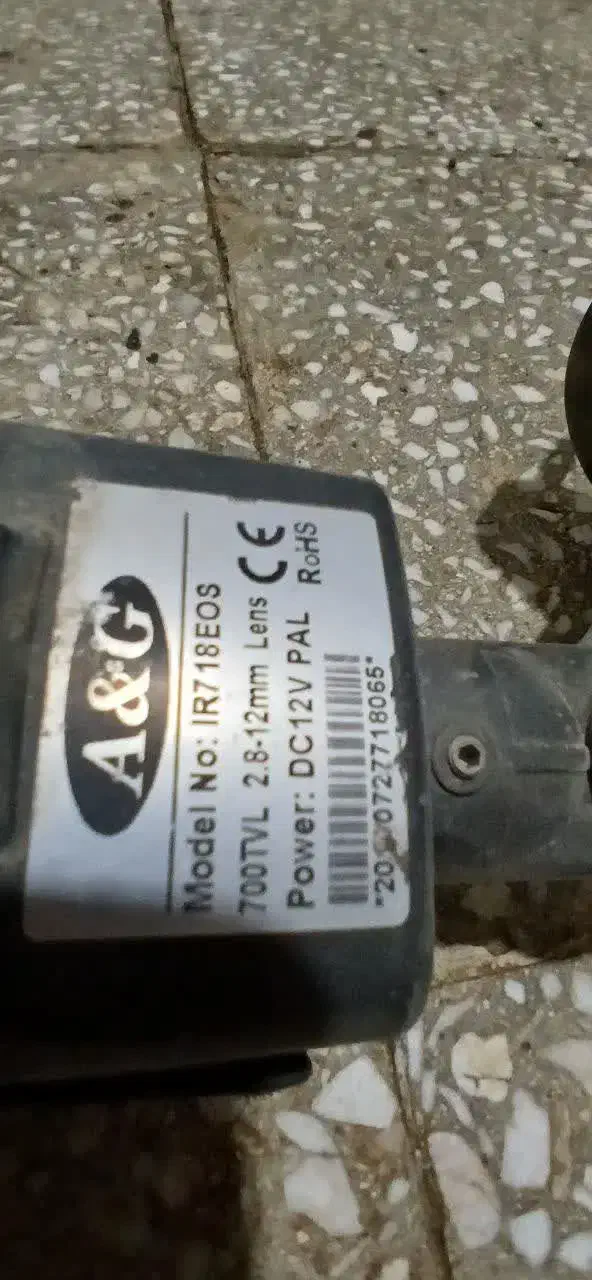 A&G
Model No: IR718EOS
700TVL 2.8-12mm Lens CE
Power: DC12V PAL RoHS